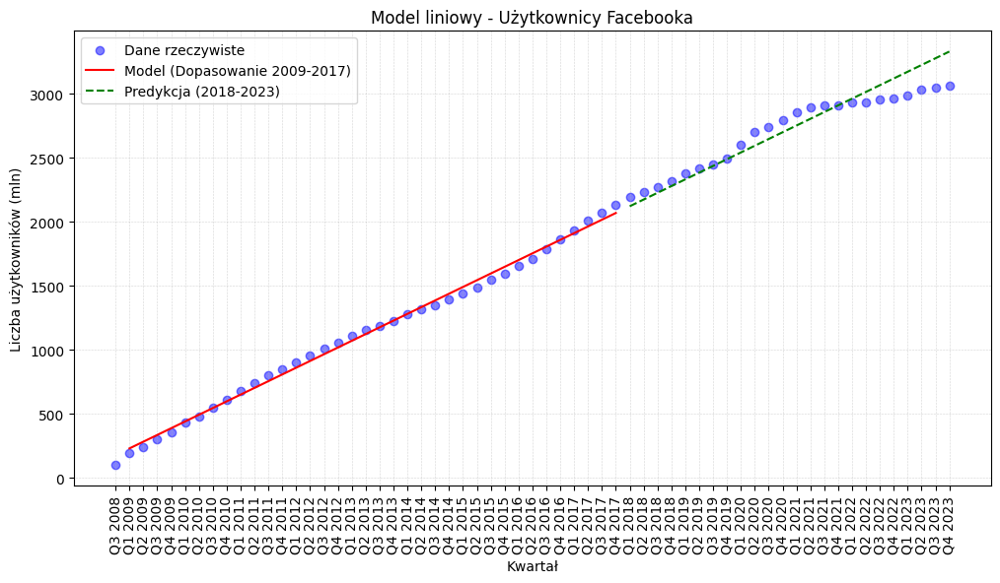 Model liniowy - Użytkownicy Facebooka
Dane rzeczywiste
Model (Dopasowanie 2009-2017)
Predykcja (2018-2023)
Liczba użytkowników (mln)
3000
2500
2000
1500
1000
500
0
Q3 2008
Q1 2009
Q2 2009
Q3 2009
Q4 2009
Q1 2010
Q2 2010
Q3 2010
Q4 2010
Q1 2011
Q2 2011
Q3 2011
Q4 2011
Q1 2012
Q2 2012
Q3 2012
Q4 2012
Q1 2013
Q2 2013
Q3 2013
Q4 2013
Q1 2014
Q2 2014
Q3 2014
Q4 2014
Q1 2015
Q2 2015
Q3 2015
Q4 2015
Q1 2016
Q2 2016
Q3 2016
Q4 2016
Q1 2017
Q2 2017
Q3 2017
Q4 2017
Q1 2018
Q2 2018
Q3 2018
Q4 2018
Q1 2019
Q2 2019
Q3 2019
Q4 2019
Q1 2020
Q2 2020
Q3 2020
Q4 2020
Q1 2021
Q2 2021
Q3 2021
Q4 2021
Q1 2022
Q2 2022
Q3 2022
Q4 2022
Q1 2023
Q2 2023
Q3 2023
Q4 2023
Kwartał